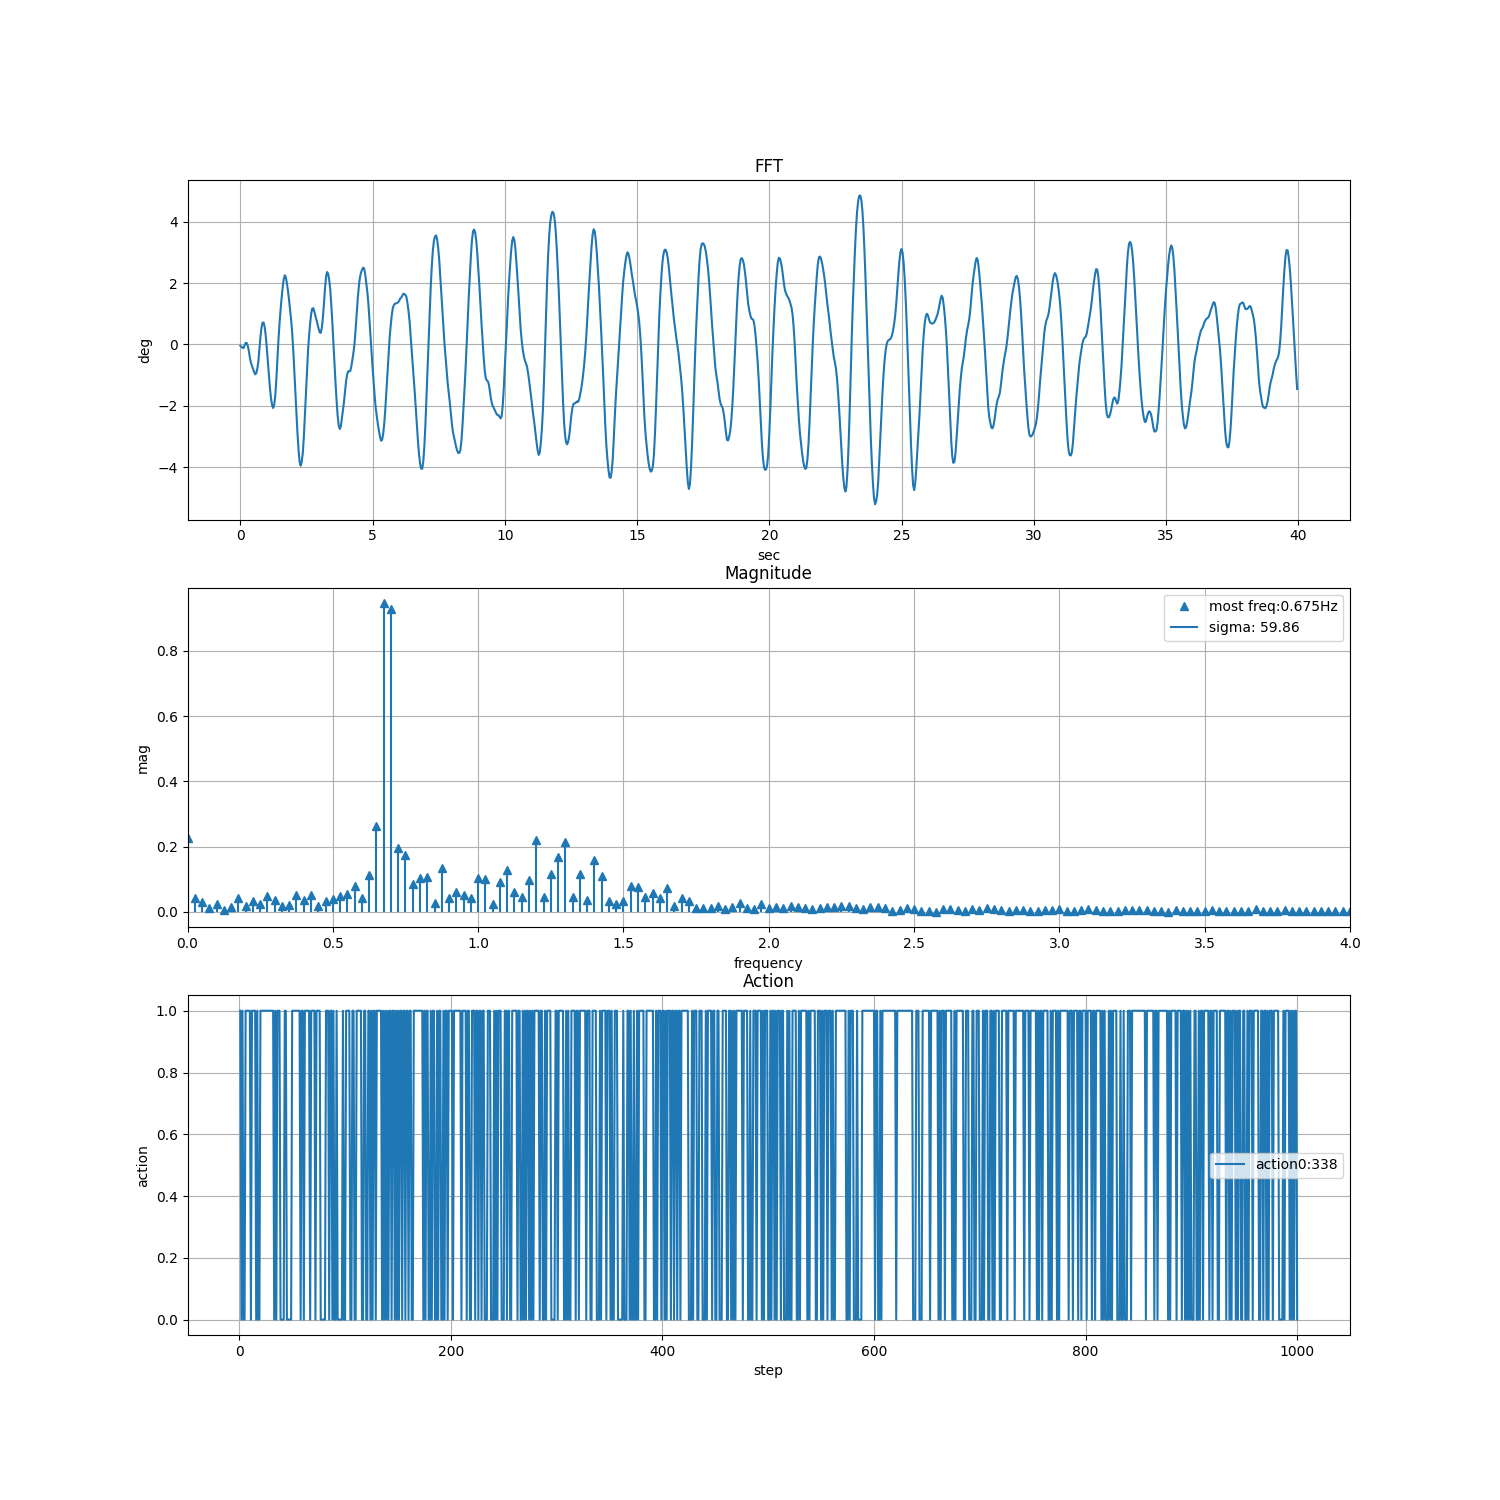 FFT
4
2
0
−2
−4
deg
0 5 10 15 20 25 30 35 40
sec
Magnitude
most freq:0.675Hz
sigma: 59.86
0.8
0.6
0.4
0.2
0.0
mag
0.0 0.5 1.0 1.5 2.0 2.5 3.0 3.5 4.0
frequency
Action
1.0
0.8
0.6
0.4
0.2
0.0
action
action0:338
0 200 400 600 800 1000
step